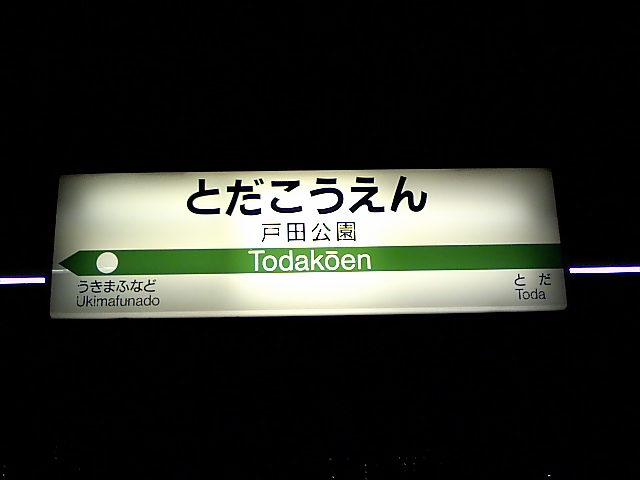 とだこうえん
戸田公園
Todakōen
うきまふなど
Ukimafunado
とだ
Toda